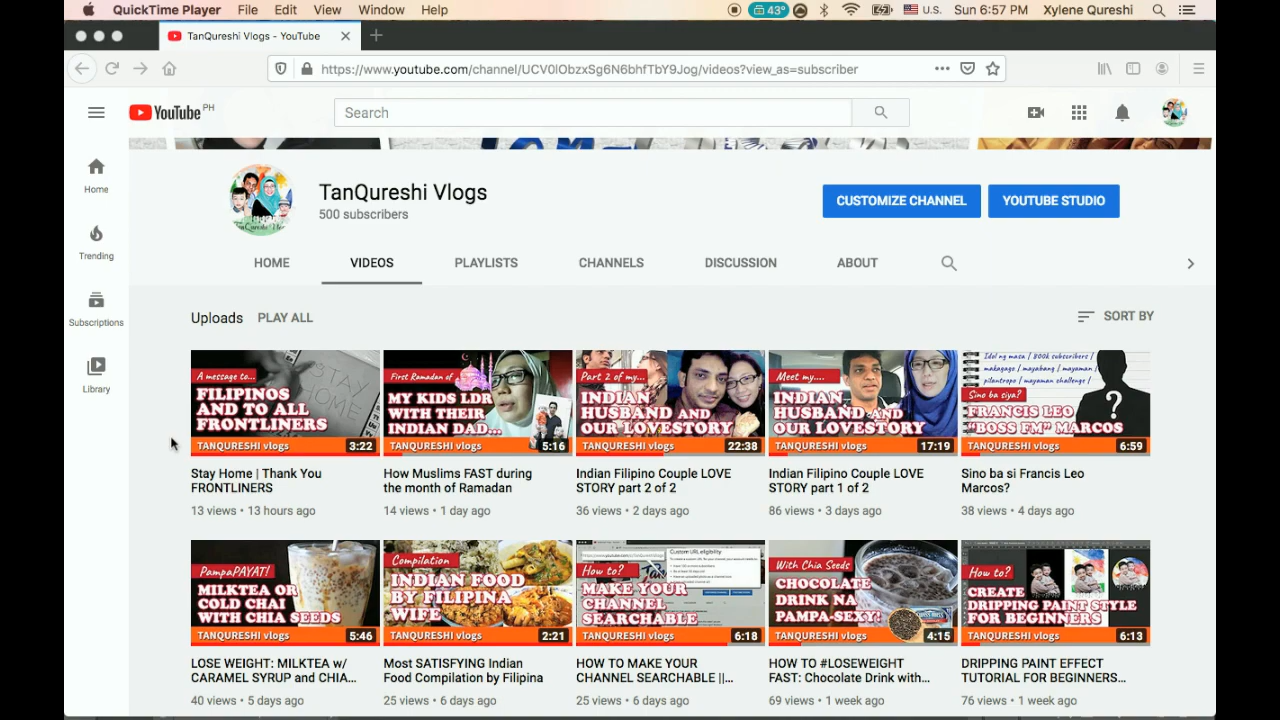 QuickTime Player File Edit View Window Help 43° U.S. Sun 6:57 PM Xylene Qureshi
TanQureshi Vlogs - YouTube
https://www.youtube.com/channel/UCV0lObzxSg6N6bhfTbY9Jog/videos?view_as=subscriber
YouTube PH
Search
Home
Trending
Subscriptions
Library
TanQureshi Vlogs
500 subscribers
CUSTOMIZE CHANNEL
YOUTUBE STUDIO
HOME VIDEOS PLAYLISTS CHANNELS DISCUSSION ABOUT
Uploads PLAY ALL
SORT BY
A message to...
FILIPINOS
AND TO ALL
FRONTLINERS
TANQURESHI vlogs
3:22
Stay Home | Thank You
FRONTLINERS
13 views • 13 hours ago
First Ramadan of
MY KIDS LDR
WITH THEIR
INDIAN DAD...
TANQURESHI vlogs
5:16
How Muslims FAST during
the month of Ramadan
14 views • 1 day ago
Part 2 of my...
INDIAN
HUSBAND AND
OUR LOVESTORY
TANQURESHI vlogs
22:38
Indian Filipino Couple LOVE
STORY part 2 of 2
36 views • 2 days ago
Meet my....
INDIAN
HUSBAND AND
OUR LOVESTORY
TANQURESHI vlogs
17:19
Indian Filipino Couple LOVE
STORY part 1 of 2
86 views • 3 days ago
Idol ng masa / 800k subscribers /
makagago / mayabang / mayaman /
pilantropo / mayaman challenge /
Sino ba siya?
FRANCIS LEO
"BOSS FM" MARCOS
?
TANQURESHI vlogs
6:59
Sino ba si Francis Leo
Marcos?
38 views • 4 days ago
PampaPAYAT!
MILKTEA OR
COLD CHAI
WITH CHIA SEEDS
TANQURESHI vlogs
5:46
LOSE WEIGHT: MILKTEA w/
CARAMEL SYRUP and CHIA...
40 views • 5 days ago
Compilation
INDIAN FOOD
BY FILIPINA
WIFE
TANQURESHI vlogs
2:21
Most SATISFYING Indian
Food Compilation by Filipina
25 views • 6 days ago
Custom URL eligibility
How to?
MAKE YOUR
CHANNEL
SEARCHABLE
TANQURESHI vlogs
6:18
HOW TO MAKE YOUR
CHANNEL SEARCHABLE ||...
25 views • 6 days ago
With Chia Seeds
CHOCOLATE
DRINK NA
PAMPA-SEXY!
TANQURESHI vlogs
4:15
HOW TO #LOSEWEIGHT
FAST: Chocolate Drink with...
69 views • 1 week ago
How to?
CREATE
DRIPPING PAINT STYLE
FOR BEGINNERS
TANQURESHI vlogs
6:13
DRIPPING PAINT EFFECT
TUTORIAL FOR BEGINNERS...
76 views • 1 week ago